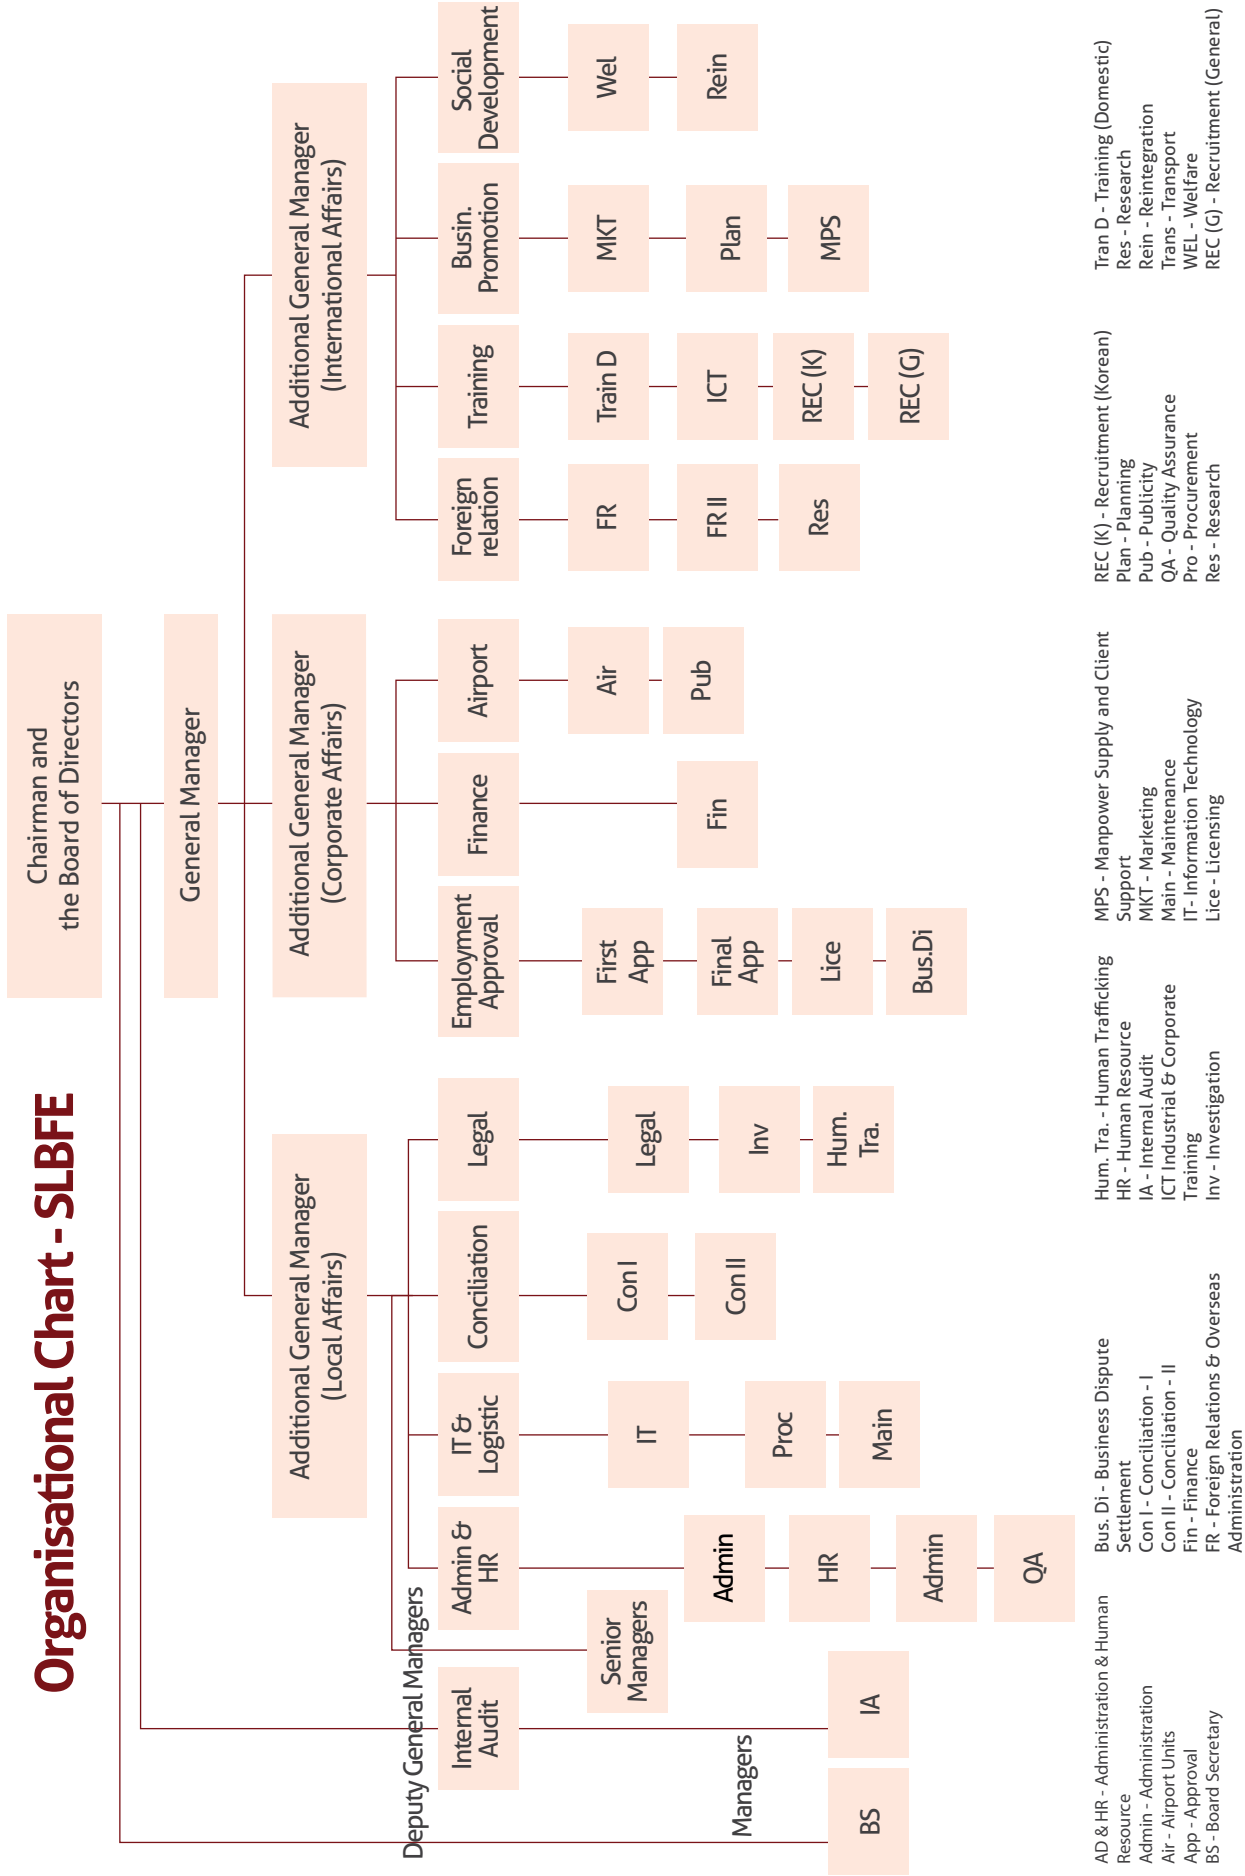 Organisational Chart - SLBFE
Chairman and
the Board of Directors
General Manager
Additional General Manager
(Local Affairs)
Additional General Manager
(Corporate Affairs)
Additional General Manager
(International Affairs)
Deputy General Managers
Internal
Audit
Admin &
HR
IT &
Logistic
Conciliation
Legal
Employment
Approval
Finance
Airport
Foreign
relation
Training
Busin.
Promotion
Social
Development
Senior
Managers
Managers
BS
IA
Admin
HR
Admin
QA
IT
Proc
Main
Con I
Con II
Legal
Inv
Hum.
Tra.
First
App
Final
App
Lice
Bus.Di
Fin
Air
Pub
FR
FR II
Res
Train D
ICT
REC (K)
REC (G)
MKT
Plan
MPS
Wel
Rein
AD & HR - Administration & Human
Resource
Admin - Administration
Air - Airport Units
App - Approval
BS - Board Secretary
Bus. Di - Business Dispute
Settlement
Con I - Conciliation - I
Con II - Conciliation - II
Fin - Finance
FR - Foreign Relations & Overseas
Administration
Hum. Tra. - Human Trafficking
HR - Human Resource
IA - Internal Audit
ICT Industrial & Corporate
Training
Inv - Investigation
MPS - Manpower Supply and Client
Support
MKT - Marketing
Main - Maintenance
IT- Information Technology
Lice - Licensing
REC (K) - Recruitment (Korean)
Plan - Planning
Pub - Publicity
QA - Quality Assurance
Pro - Procurement
Res - Research
Tran D - Training (Domestic)
Res - Research
Rein - Reintegration
Trans - Transport
WEL - Welfare
REC (G) - Recruitment (General)